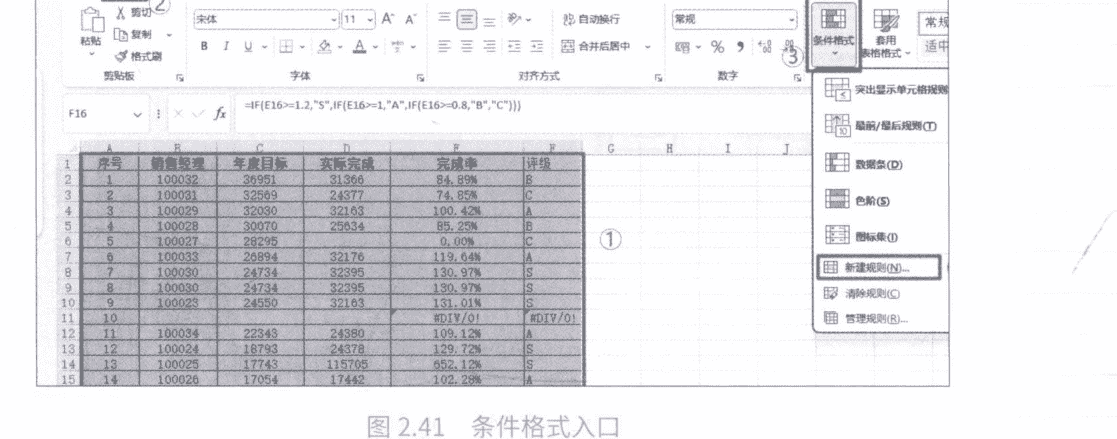 剪切 ②
宋体 11 A^ A˅ 自动换行 常规
粘贴 复制 条件格式 套用 常规
B I U A 合并后居中 % 9 ③ 表格格式 适中
格式刷
剪贴板 字体 对齐方式 数字
突出显示单元格规则
F16 fx =IF(E16>=1.2,"S",IF(E16>=1,"A",IF(E16>=0.8,"B","C")))
最前/最后规则(T)
A B C D E F G H I J
1 序号 销售经理 年度目标 实际完成 完成率 评级
数据条(D)
2 1 100032 36951 31366 84.89% B
3 2 100031 32569 24377 74.85% C
色阶(S)
4 3 100029 32030 32163 100.42% A
5 4 100028 30070 25634 85.25% B
图标集(I)
6 5 100027 28295 0.00% C ①
7 6 100033 26894 32176 119.64% A
新建规则(N)...
8 7 100030 24734 32395 130.97% S
9 8 100030 24734 32395 130.97% S
清除规则(C)
10 9 100023 24550 32163 131.01% S
11 10 #DIV/0! #DIV/0!
管理规则(R)...
12 11 100034 22343 24380 109.12% A
13 12 100024 18793 24378 129.72% S
14 13 100025 17743 115705 652.12% S
15 14 100026 17054 17442 102.28% A
图 2.41 条件格式入口